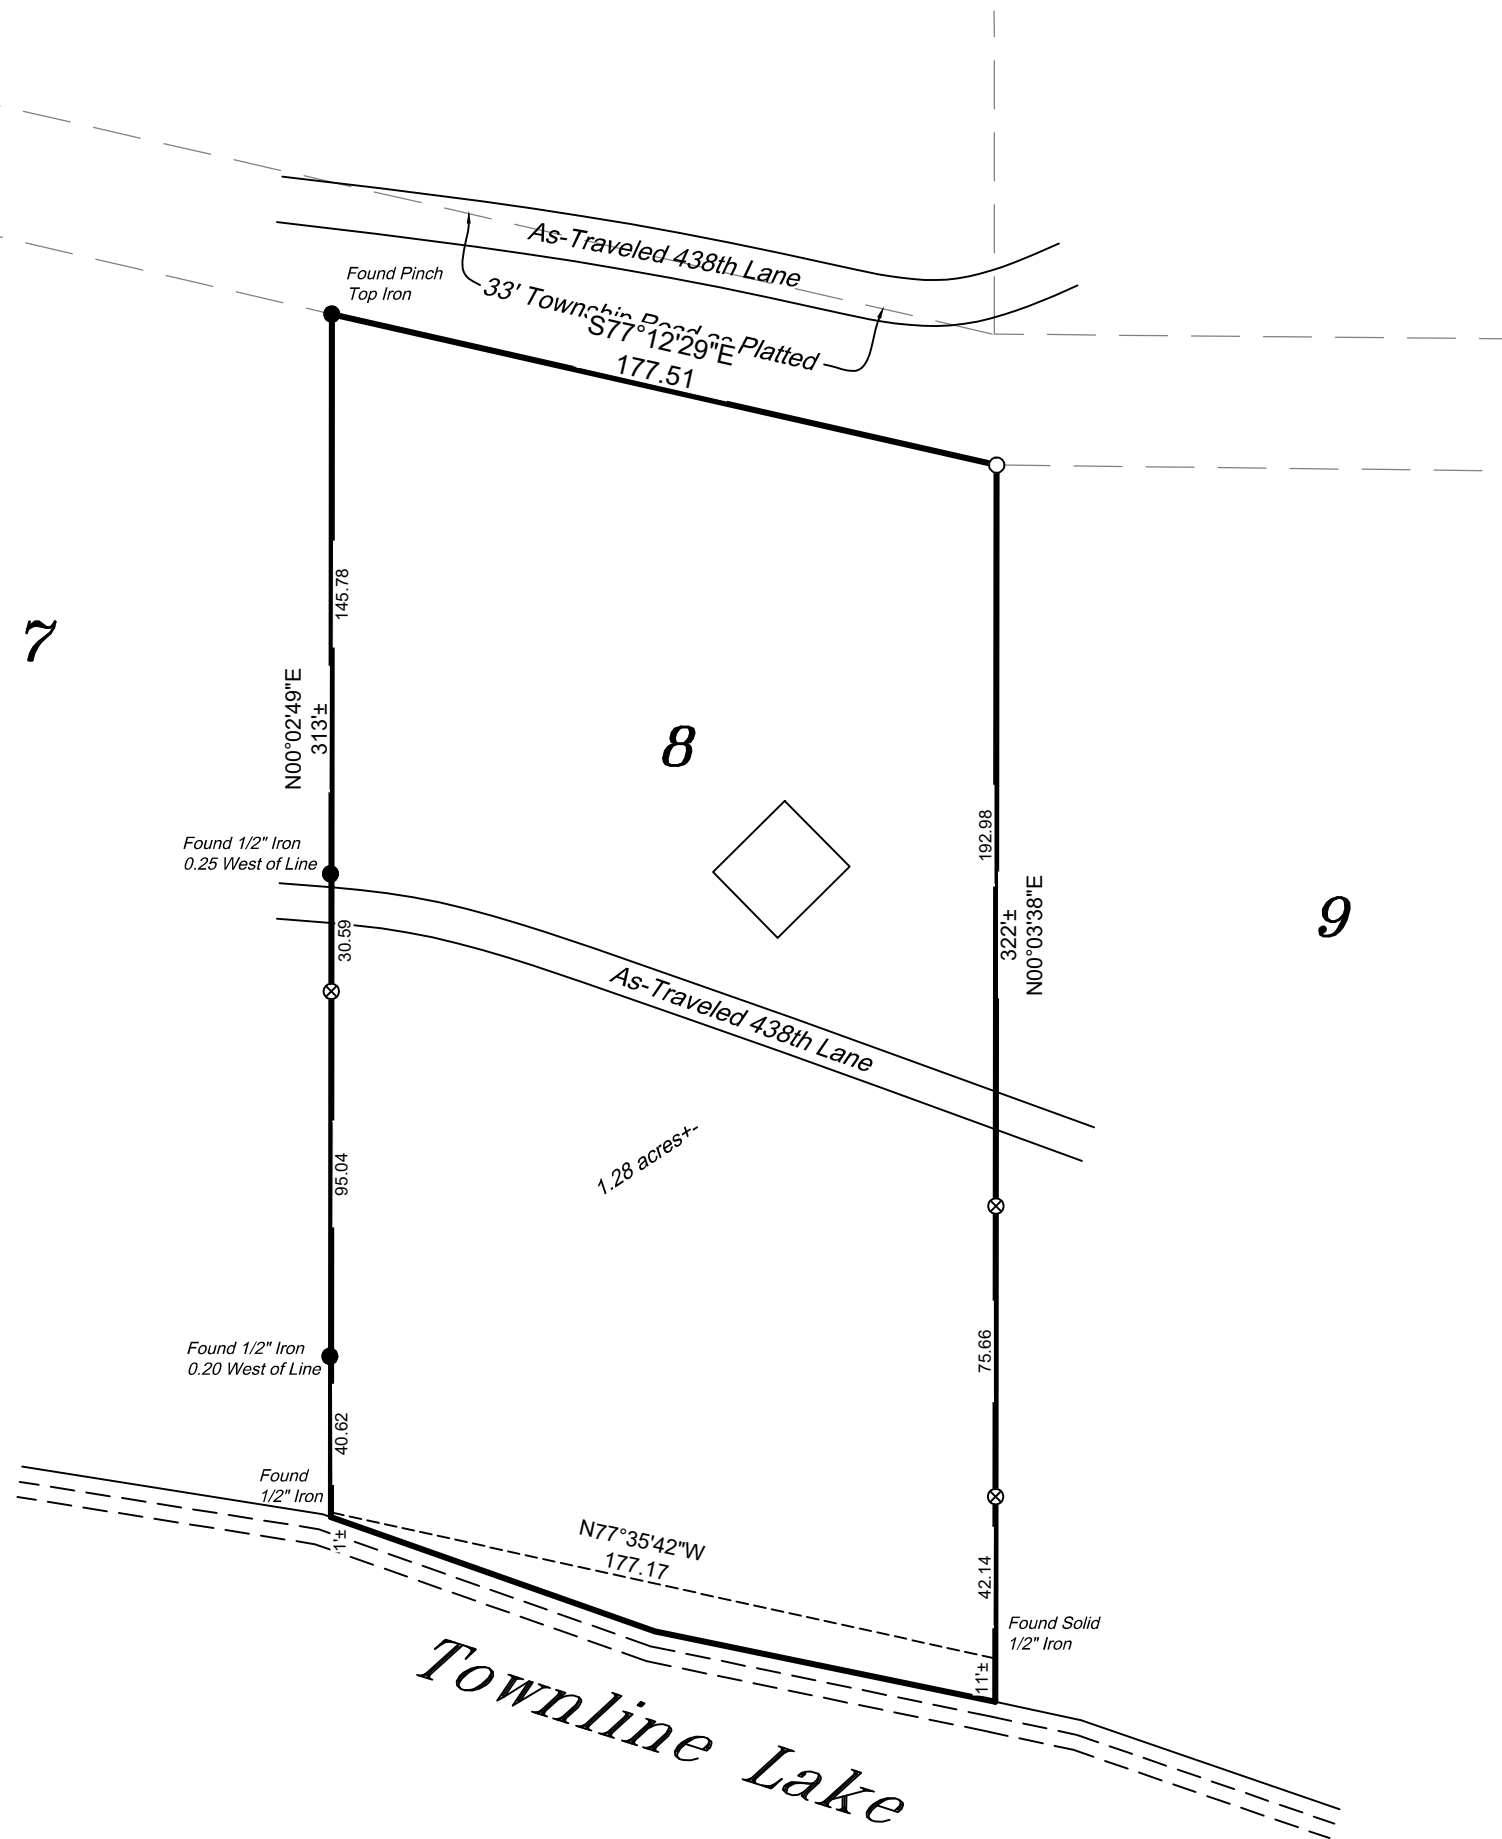 As-Traveled 438th Lane
Found Pinch
Top Iron
33' Township Road as Platted
S77°12'29"E
177.51
145.78
7
N00°02'49"E
313'±
8
192.98
Found 1/2" Iron
0.25 West of Line
322'±
N00°03'38"E
9
30.59
As-Traveled 438th Lane
1.28 acres+-
95.04
75.66
Found 1/2" Iron
0.20 West of Line
40.62
Found
1/2" Iron
1'±
N77°35'42"W
177.17
42.14
Found Solid
1/2" Iron
11'±
Townline Lake